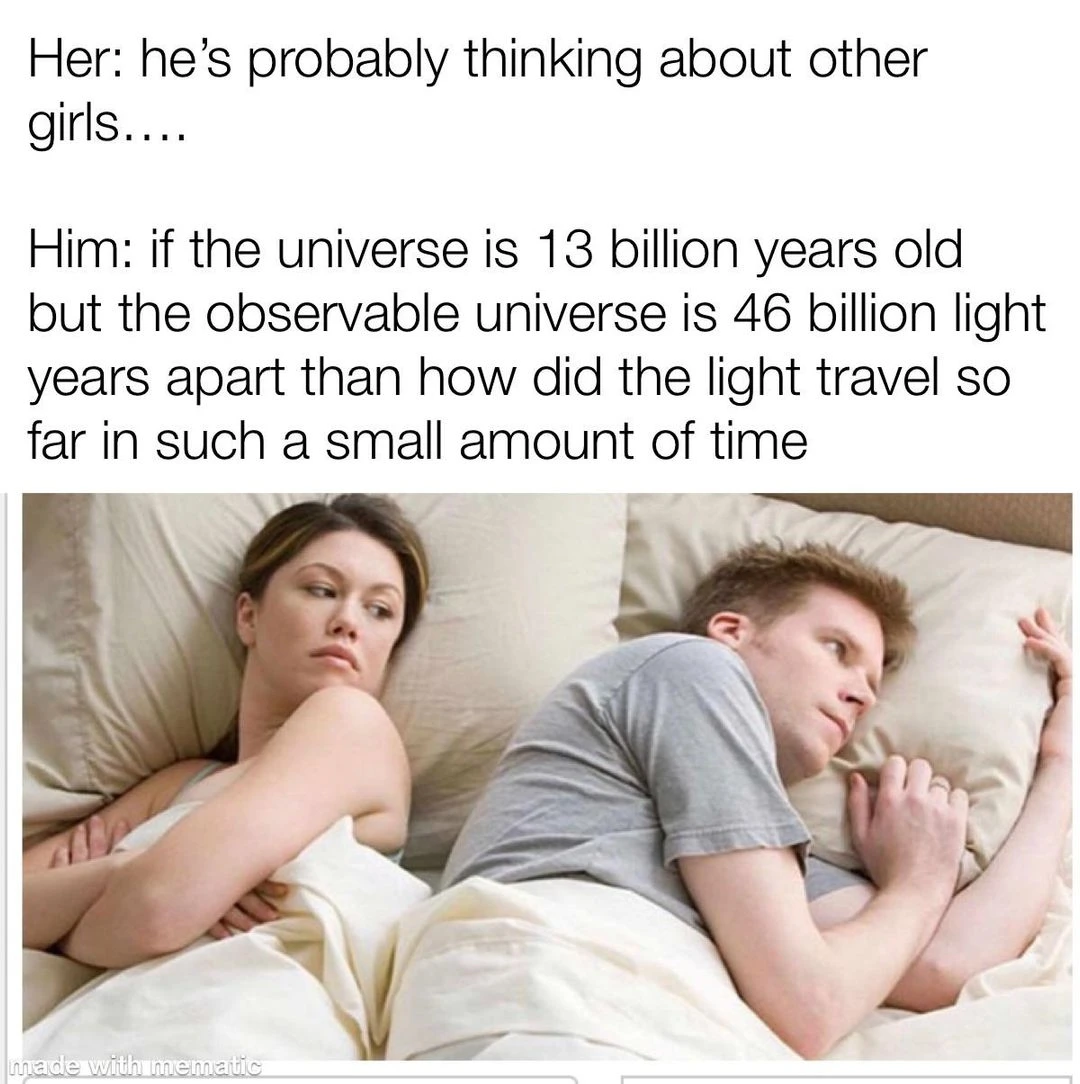 Her: he’s probably thinking about other
girls....
Him: if the universe is 13 billion years old
but the observable universe is 46 billion light
years apart than how did the light travel so
far in such a small amount of time
made with mematic